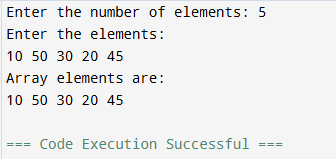 Enter the number of elements: 5
Enter the elements:
10 50 30 20 45
Array elements are:
10 50 30 20 45
=== Code Execution Successful ===